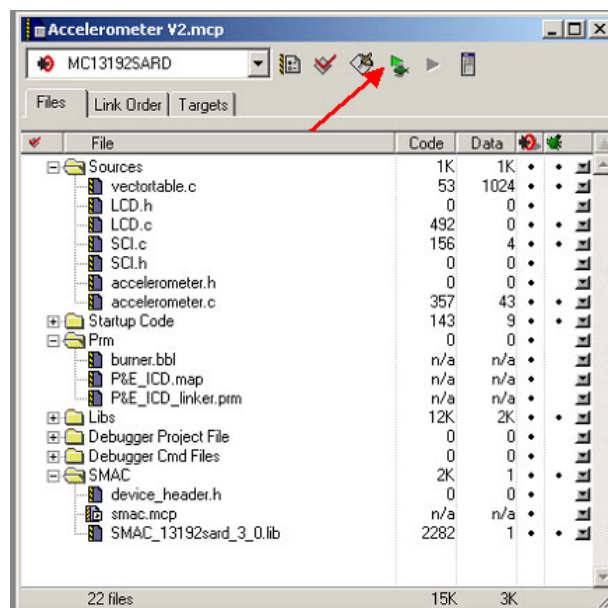 Accelerometer V2.mcp
MC13192SARD
Files Link Order Targets
File Code Data
Sources 1K 1K
vectortable.c 53 1024
LCD.h 0 0
LCD.c 492 0
SCI.c 156 4
SCI.h 0 0
accelerometer.h 0 0
accelerometer.c 357 43
Startup Code 143 9
Prm 0 0
burner.bbl n/a n/a
P&E_ICD.map n/a n/a
P&E_ICD_linker.prm n/a n/a
Libs 12K 2K
Debugger Project File 0 0
Debugger Cmd Files 0 0
SMAC 2K 1
device_header.h 0 0
smac.mcp n/a n/a
SMAC_13192sard_3_0.lib 2282 1
22 files 15K 3K